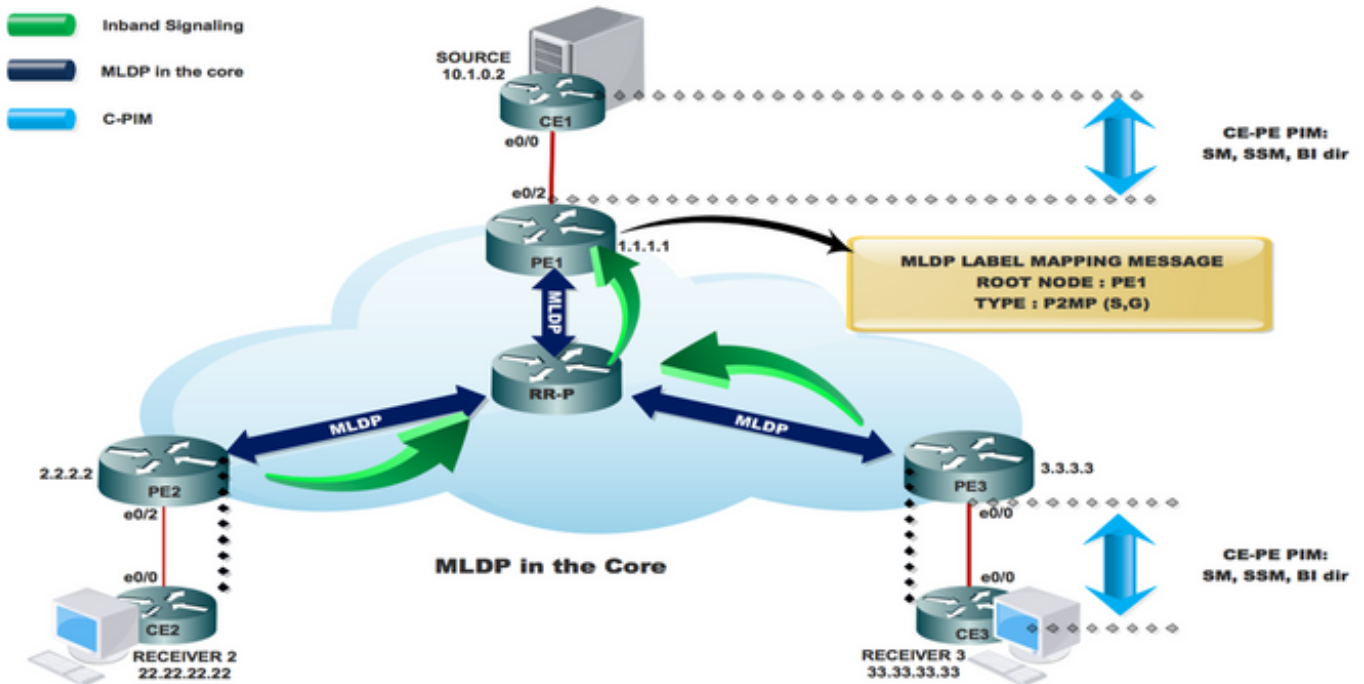 Inband Signaling
MLDP in the core
C-PIM
SOURCE
10.1.0.2
CE1
e0/0
CE-PE PIM:
SM, SSM, BI dir
e0/2
PE1
1.1.1.1
MLDP LABEL MAPPING MESSAGE
ROOT NODE : PE1
TYPE : P2MP (S,G)
MLDP
RR-P
MLDP
MLDP
2.2.2.2
PE2
3.3.3.3
PE3
e0/2
e0/0
MLDP in the Core
CE-PE PIM:
SM, SSM, BI dir
e0/0
e0/0
CE2
CE3
RECEIVER 2
22.22.22.22
RECEIVER 3
33.33.33.33